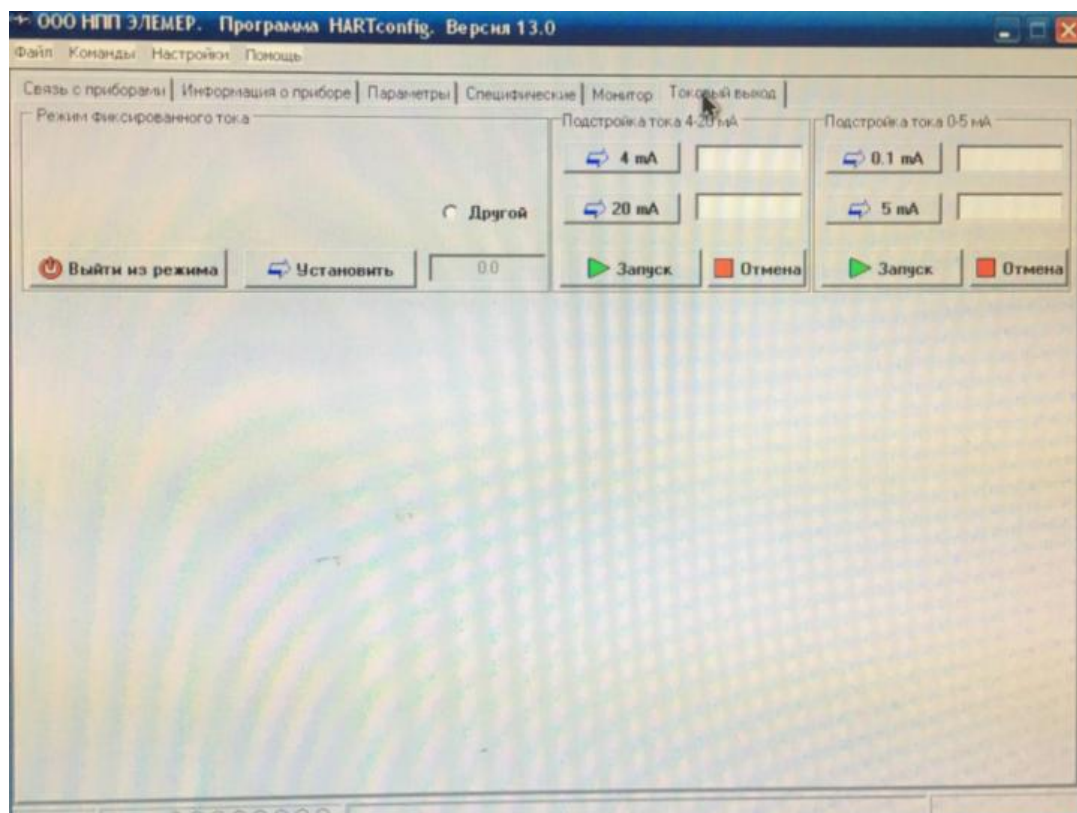 ООО НПП ЭЛЕМЕР. Программа HARTconfig. Версия 13.0
Файл Команды Настройки Помощь
Связь с приборами Информация о приборе Параметры Специфические Монитор Токовый выход
Режим фиксированного тока
Другой
Выйти из режима Установить 0.0
Подстройка тока 4-20 мА
4 mA
20 mA
Запуск Отмена
Подстройка тока 0-5 мА
0.1 mA
5 mA
Запуск Отмена